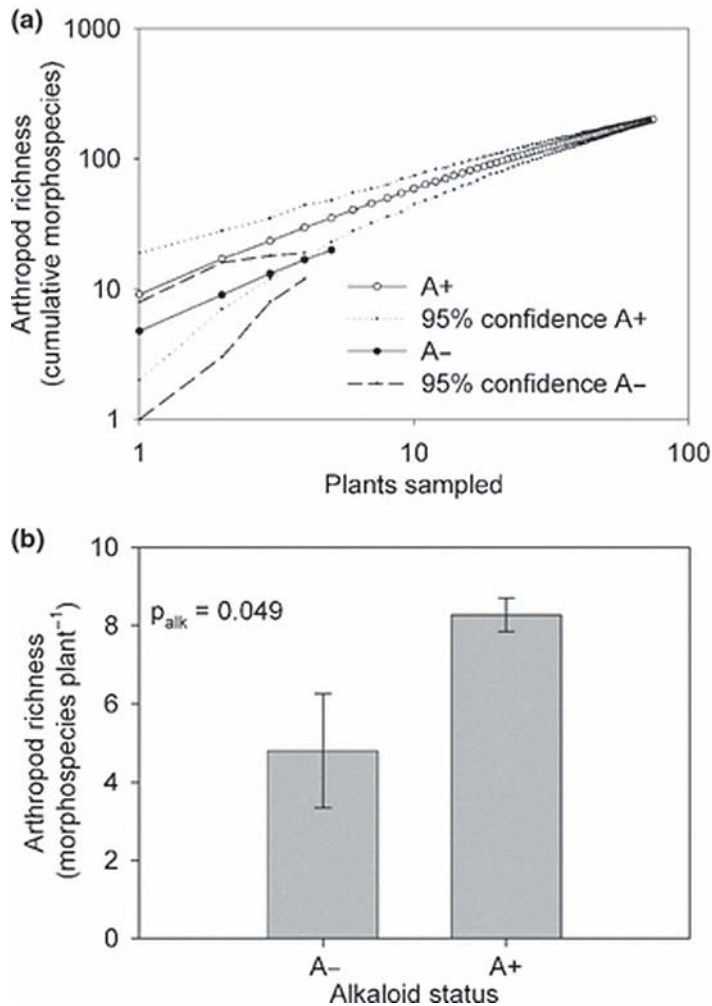 (a)
1000
100
10
1
Arthropod richness
(cumulative morphospecies)
A+
95% confidence A+
A−
95% confidence A−
1 10 100
Plants sampled
(b)
10
8
6
4
2
0
Arthropod richness
(morphospecies plant⁻¹)
pₐₗₖ = 0.049
A− A+
Alkaloid status